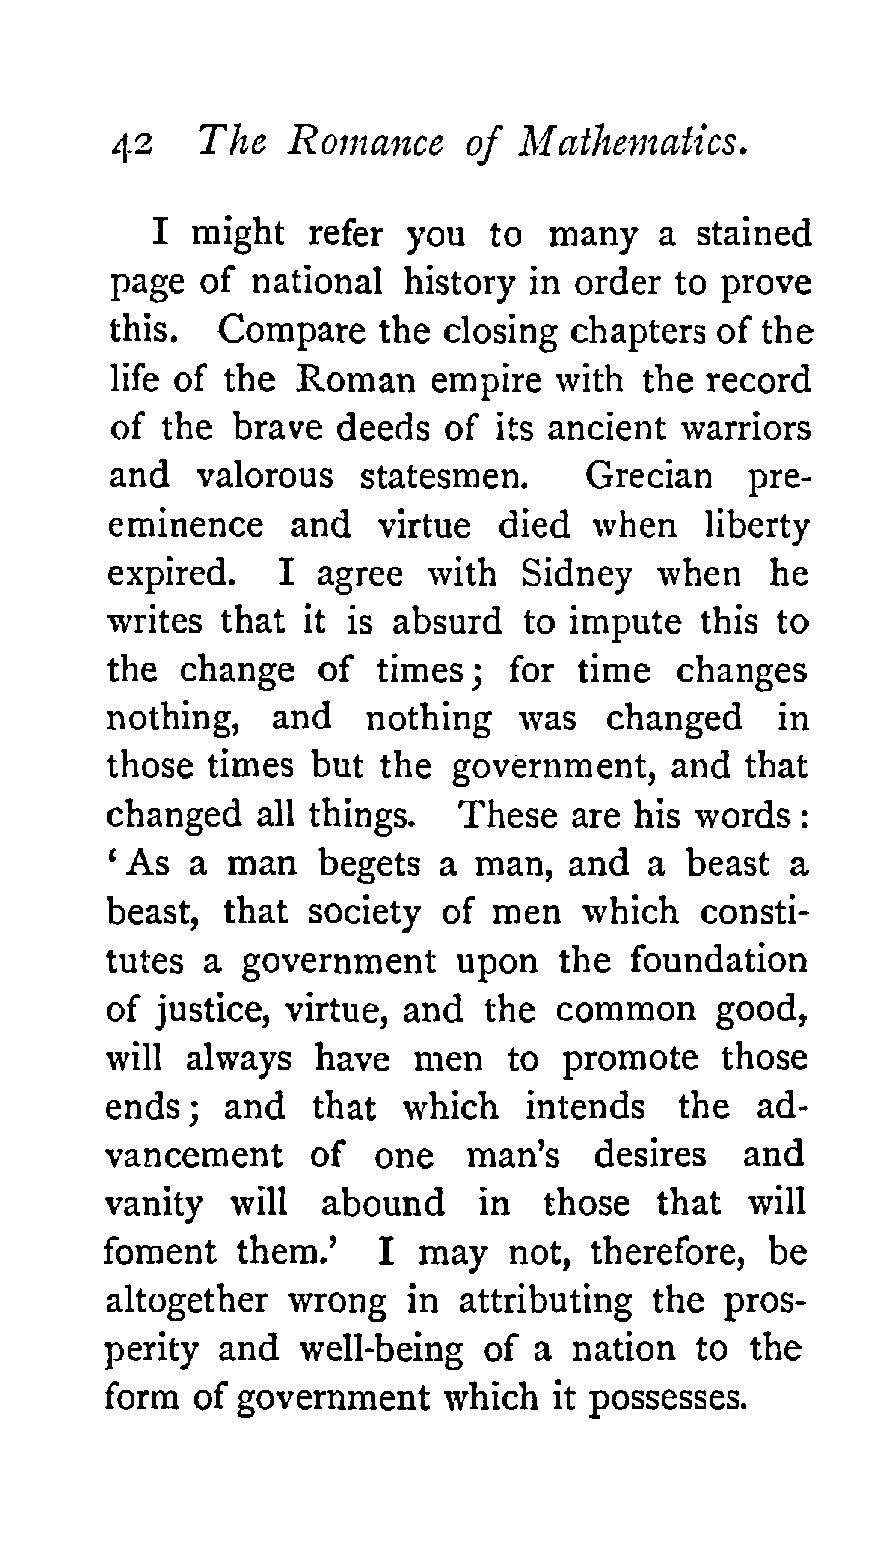 42 The Romance of Mathematics.
I might refer you to many a stained
page of national history in order to prove
this. Compare the closing chapters of the
life of the Roman empire with the record
of the brave deeds of its ancient warriors
and valorous statesmen. Grecian pre-
eminence and virtue died when liberty
expired. I agree with Sidney when he
writes that it is absurd to impute this to
the change of times; for time changes
nothing, and nothing was changed in
those times but the government, and that
changed all things. These are his words:
‘As a man begets a man, and a beast a
beast, that society of men which consti-
tutes a government upon the foundation
of justice, virtue, and the common good,
will always have men to promote those
ends; and that which intends the ad-
vancement of one man’s desires and
vanity will abound in those that will
foment them.’ I may not, therefore, be
altogether wrong in attributing the pros-
perity and well-being of a nation to the
form of government which it possesses.